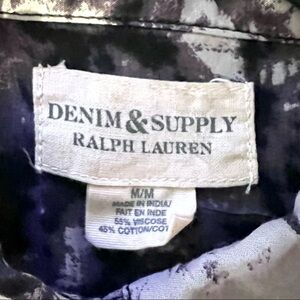 DENIM & SUPPLY
RALPH LAUREN
M/M
MADE IN INDIA/
FAIT EN INDE
55% VISCOSE
45% COTTON/COT